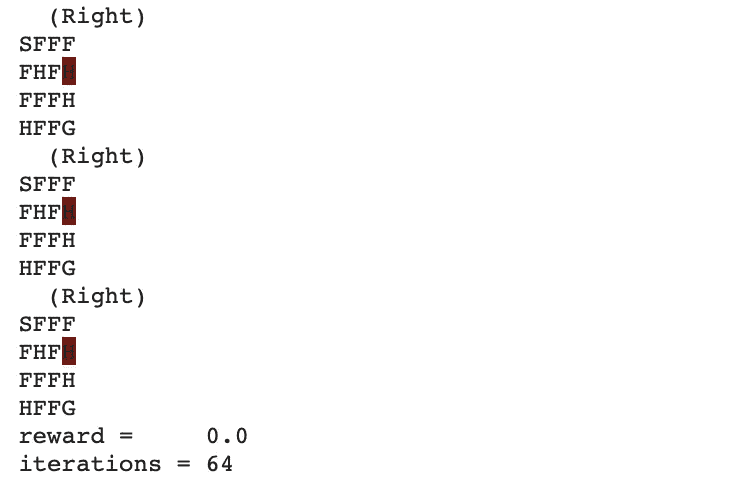 (Right)
SFFF
FHFH
FFFH
HFFG
(Right)
SFFF
FHFH
FFFH
HFFG
(Right)
SFFF
FHFH
FFFH
HFFG
reward = 0.0
iterations = 64